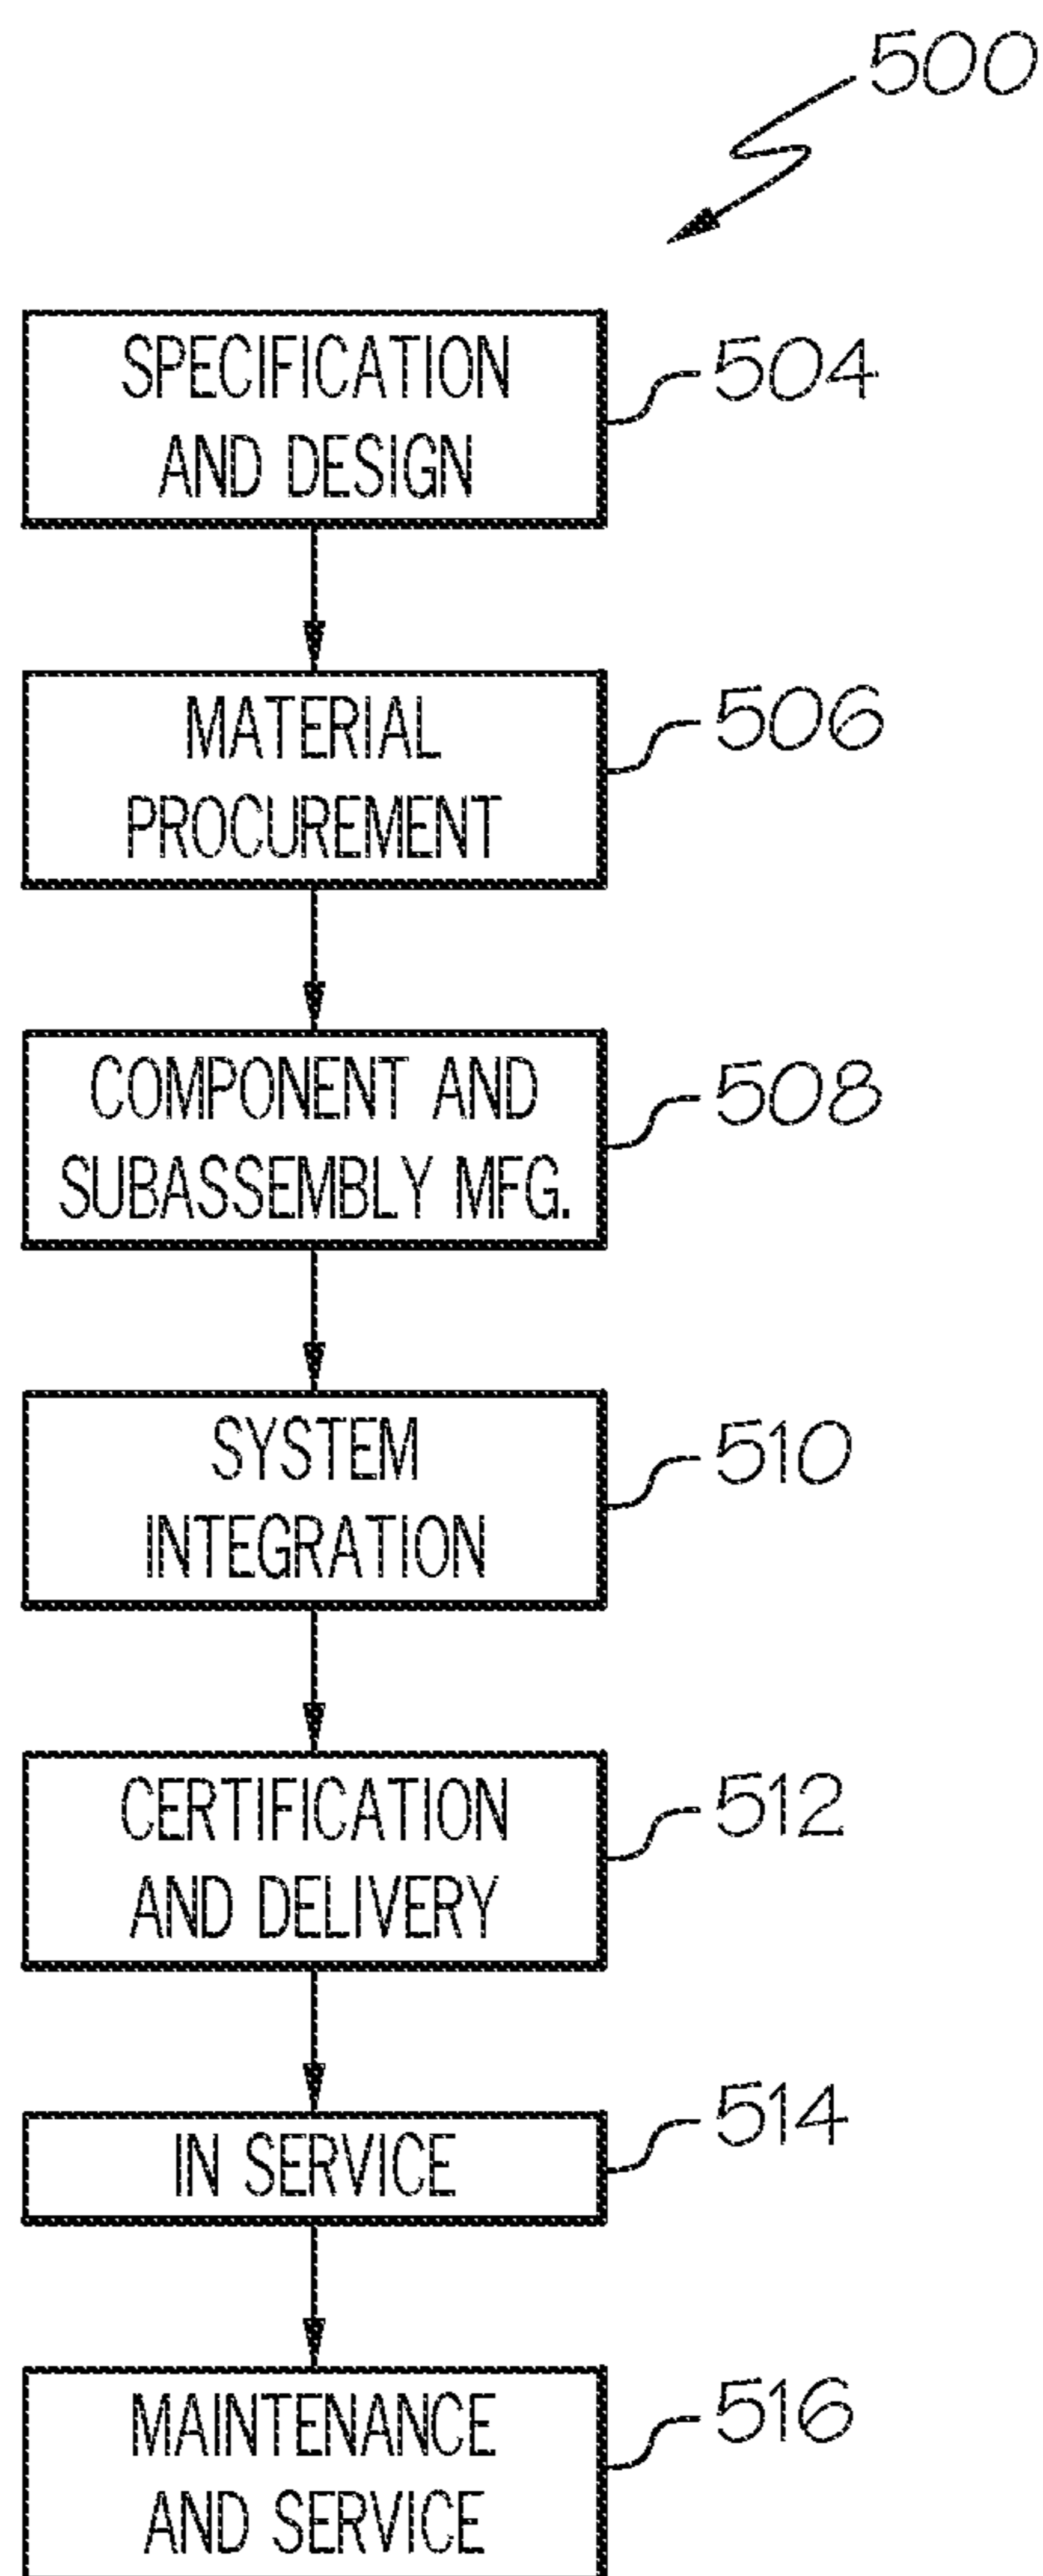 500
SPECIFICATION
AND DESIGN
504
MATERIAL
PROCUREMENT
506
COMPONENT AND
SUBASSEMBLY MFG.
508
SYSTEM
INTEGRATION
510
CERTIFICATION
AND DELIVERY
512
IN SERVICE
514
MAINTENANCE
AND SERVICE
516